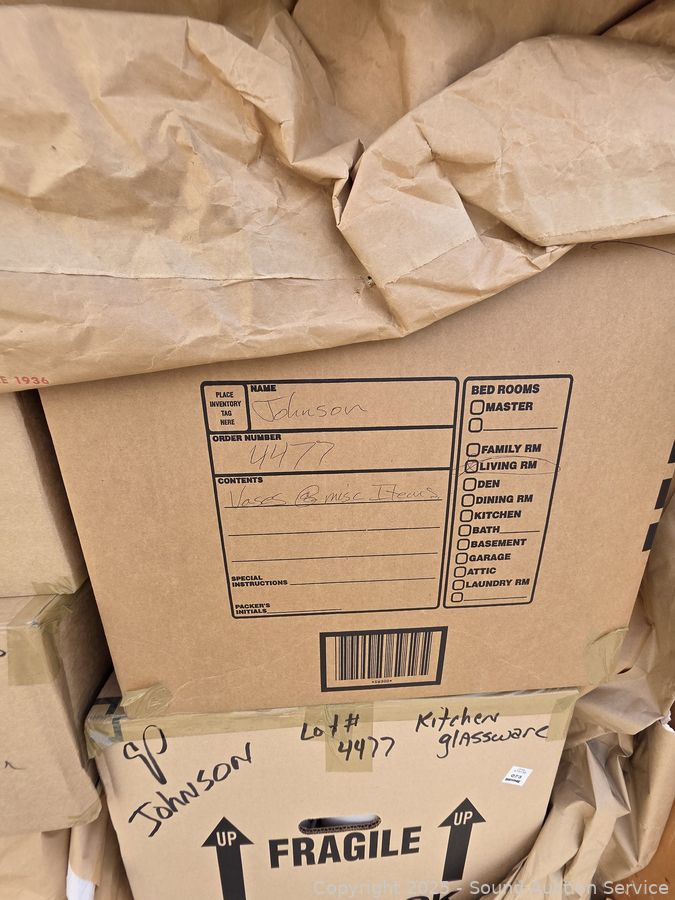 E 1936
PLACE
INVENTORY
TAG
HERE
NAME
Johnson
ORDER NUMBER
4477
CONTENTS
Vases & misc Items
SPECIAL
INSTRUCTIONS
PACKER'S
INITIALS
BED ROOMS
MASTER
FAMILY RM
LIVING RM
DEN
DINING RM
KITCHEN
BATH
BASEMENT
GARAGE
ATTIC
LAUNDRY RM
JOHNSON
Lot #
4477
Kitchen
glassware
073
UP
FRAGILE
UP
Copyright 2025 - Sound Auction Service